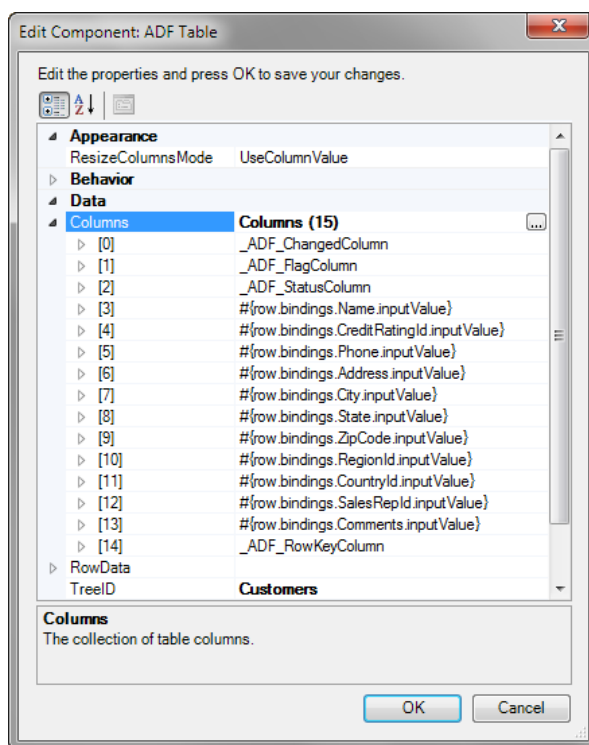 Edit Component: ADF Table
Edit the properties and press OK to save your changes.
Appearance
ResizeColumnsMode UseColumnValue
Behavior
Data
Columns Columns (15) ...
[0] _ADF_ChangedColumn
[1] _ADF_FlagColumn
[2] _ADF_StatusColumn
[3] #{row.bindings.Name.inputValue}
[4] #{row.bindings.CreditRatingId.inputValue}
[5] #{row.bindings.Phone.inputValue}
[6] #{row.bindings.Address.inputValue}
[7] #{row.bindings.City.inputValue}
[8] #{row.bindings.State.inputValue}
[9] #{row.bindings.ZipCode.inputValue}
[10] #{row.bindings.RegionId.inputValue}
[11] #{row.bindings.CountryId.inputValue}
[12] #{row.bindings.SalesRepId.inputValue}
[13] #{row.bindings.Comments.inputValue}
[14] _ADF_RowKeyColumn
RowData
TreeID Customers
Columns
The collection of table columns.
OK Cancel